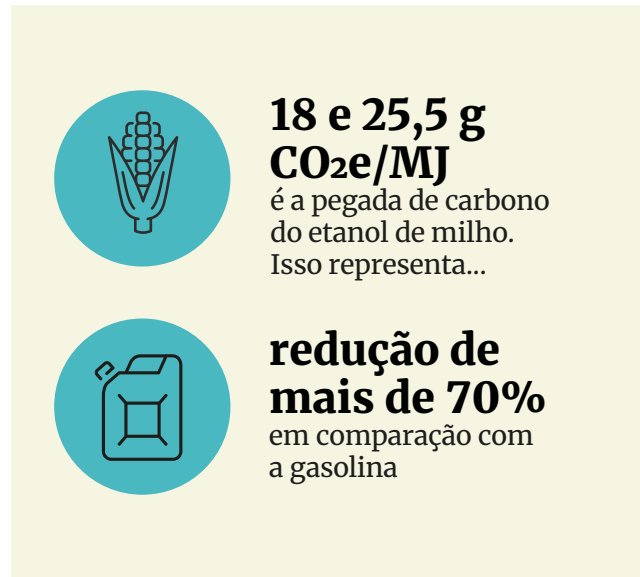 18 e 25,5 g
CO₂e/MJ
é a pegada de carbono
do etanol de milho.
Isso representa...
redução de
mais de 70%
em comparação com
a gasolina